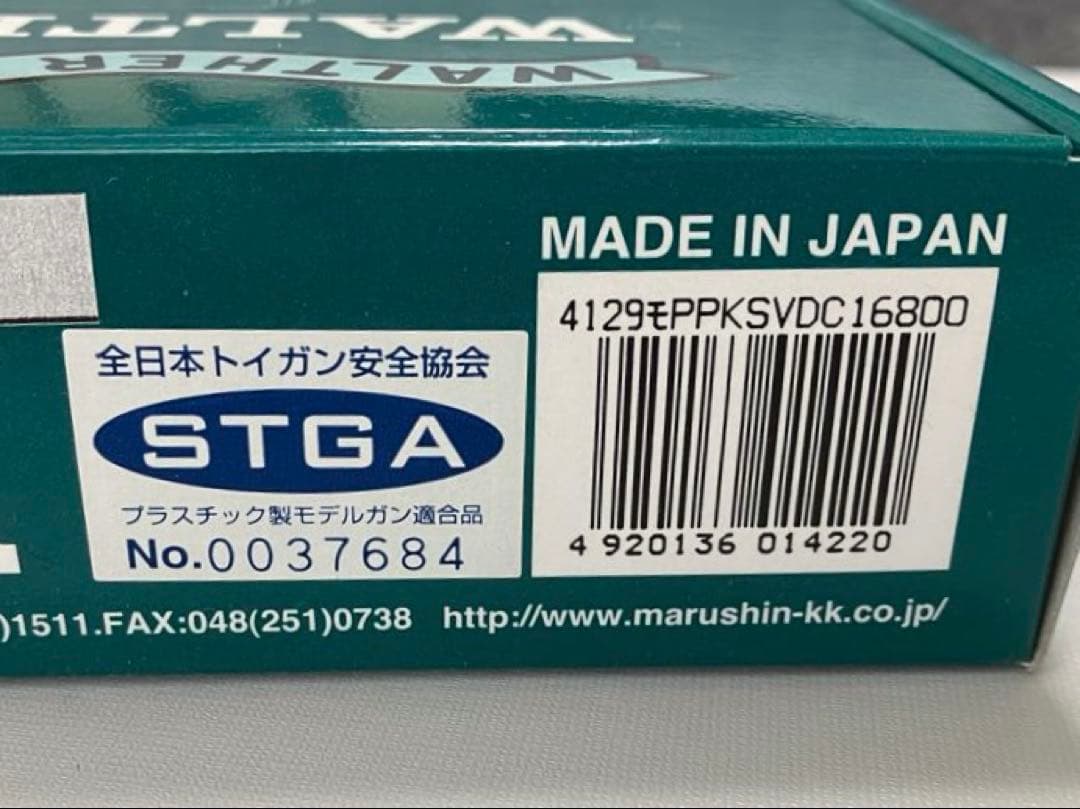 WALTHER
MADE IN JAPAN
4129モPPKSVDC16800
4 920136 014220
全日本トイガン安全協会
STGA
プラスチック製モデルガン適合品
No.0037684
)1511.FAX:048(251)0738 http://www.marushin-kk.co.jp/